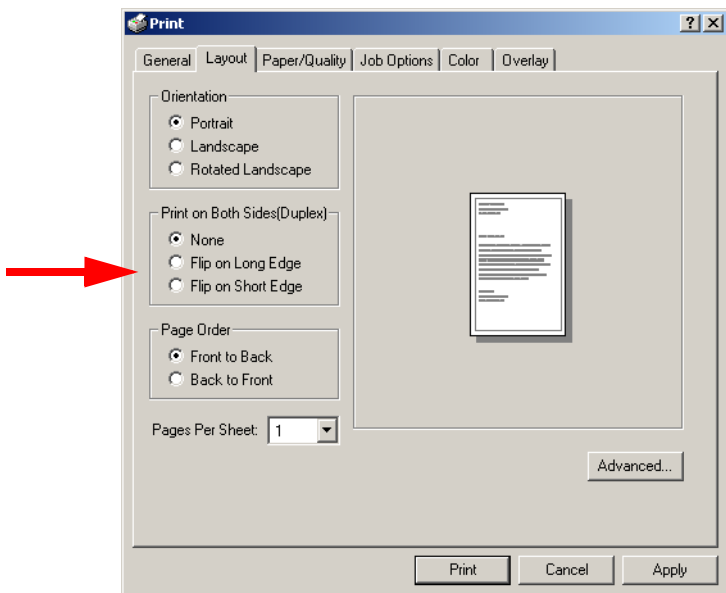 Print
General Layout Paper/Quality Job Options Color Overlay
Orientation
Portrait
Landscape
Rotated Landscape
Print on Both Sides(Duplex)
None
Flip on Long Edge
Flip on Short Edge
Page Order
Front to Back
Back to Front
Pages Per Sheet: 1
Advanced...
Print Cancel Apply